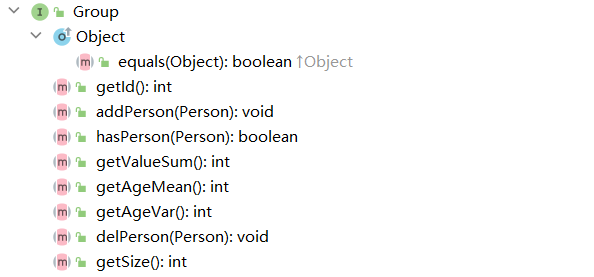 Group
Object
equals(Object): boolean ↑Object
getId(): int
addPerson(Person): void
hasPerson(Person): boolean
getValueSum(): int
getAgeMean(): int
getAgeVar(): int
delPerson(Person): void
getSize(): int